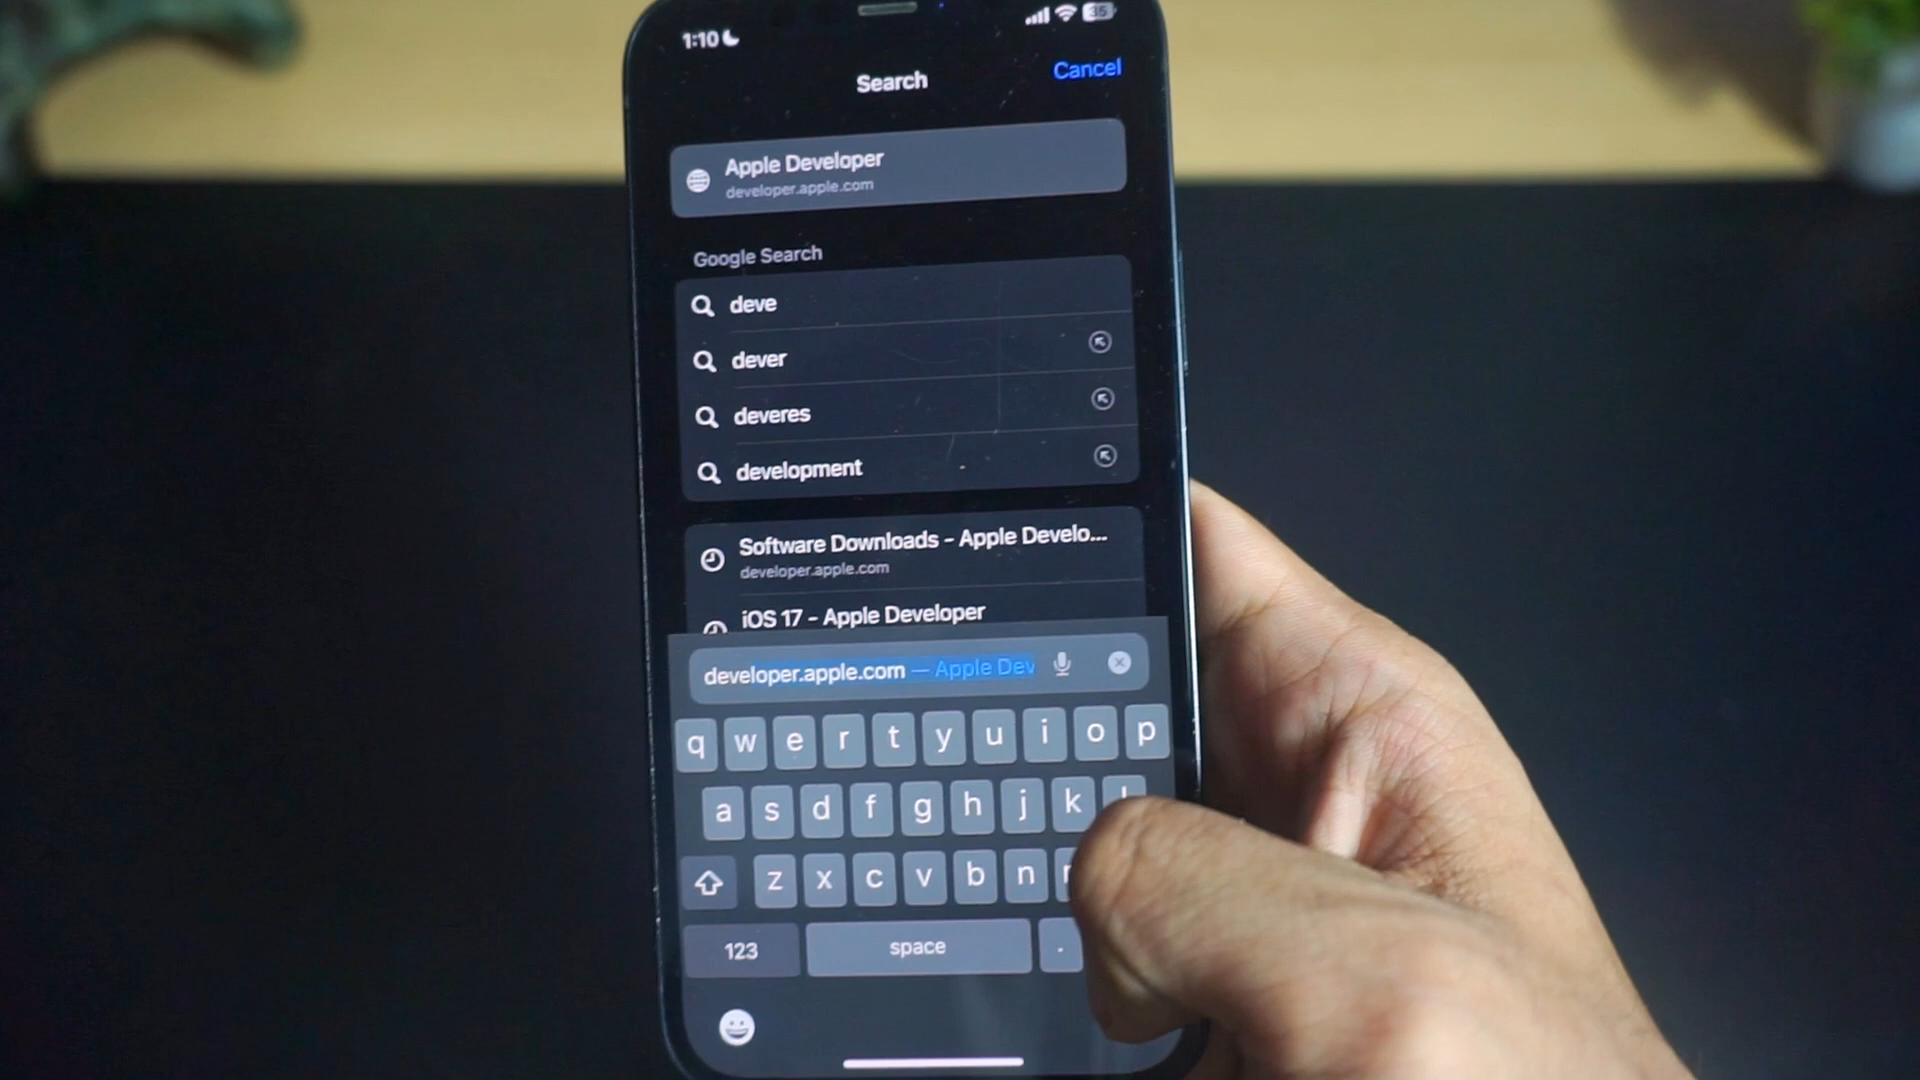 1:10
35
Search
Cancel
Apple Developer
developer.apple.com
Google Search
deve
dever
deveres
development
Software Downloads - Apple Develo...
developer.apple.com
iOS 17 - Apple Developer
developer.apple.com — Apple Dev
q w e r t y u i o p
a s d f g h j k
z x c v b n
123
space
.